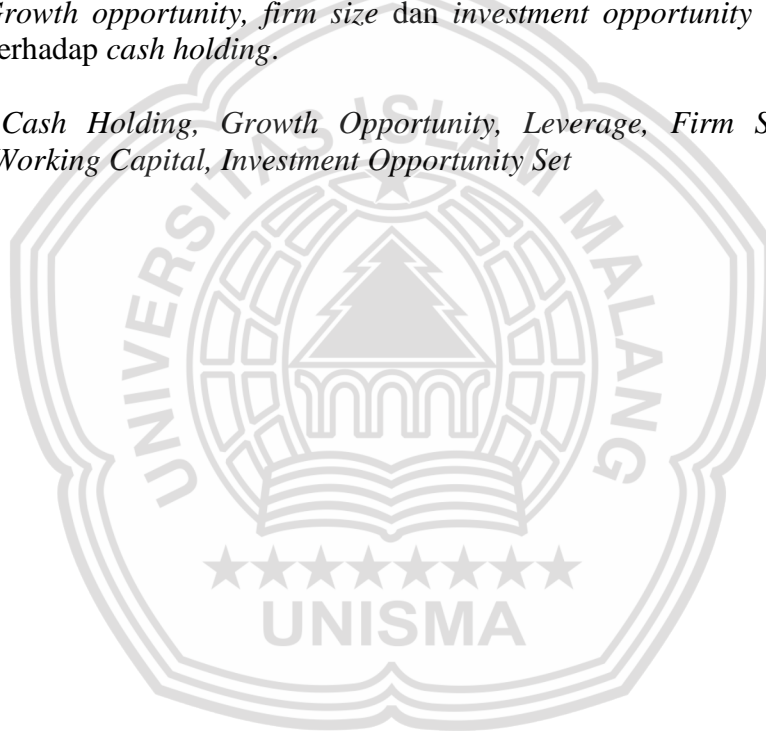 Growth opportunity, firm size dan investment opportunity
terhadap cash holding.
Cash Holding, Growth Opportunity, Leverage, Firm
Working Capital, Investment Opportunity Set
UNIVERSITAS ISLAM MALANG
UNISMA